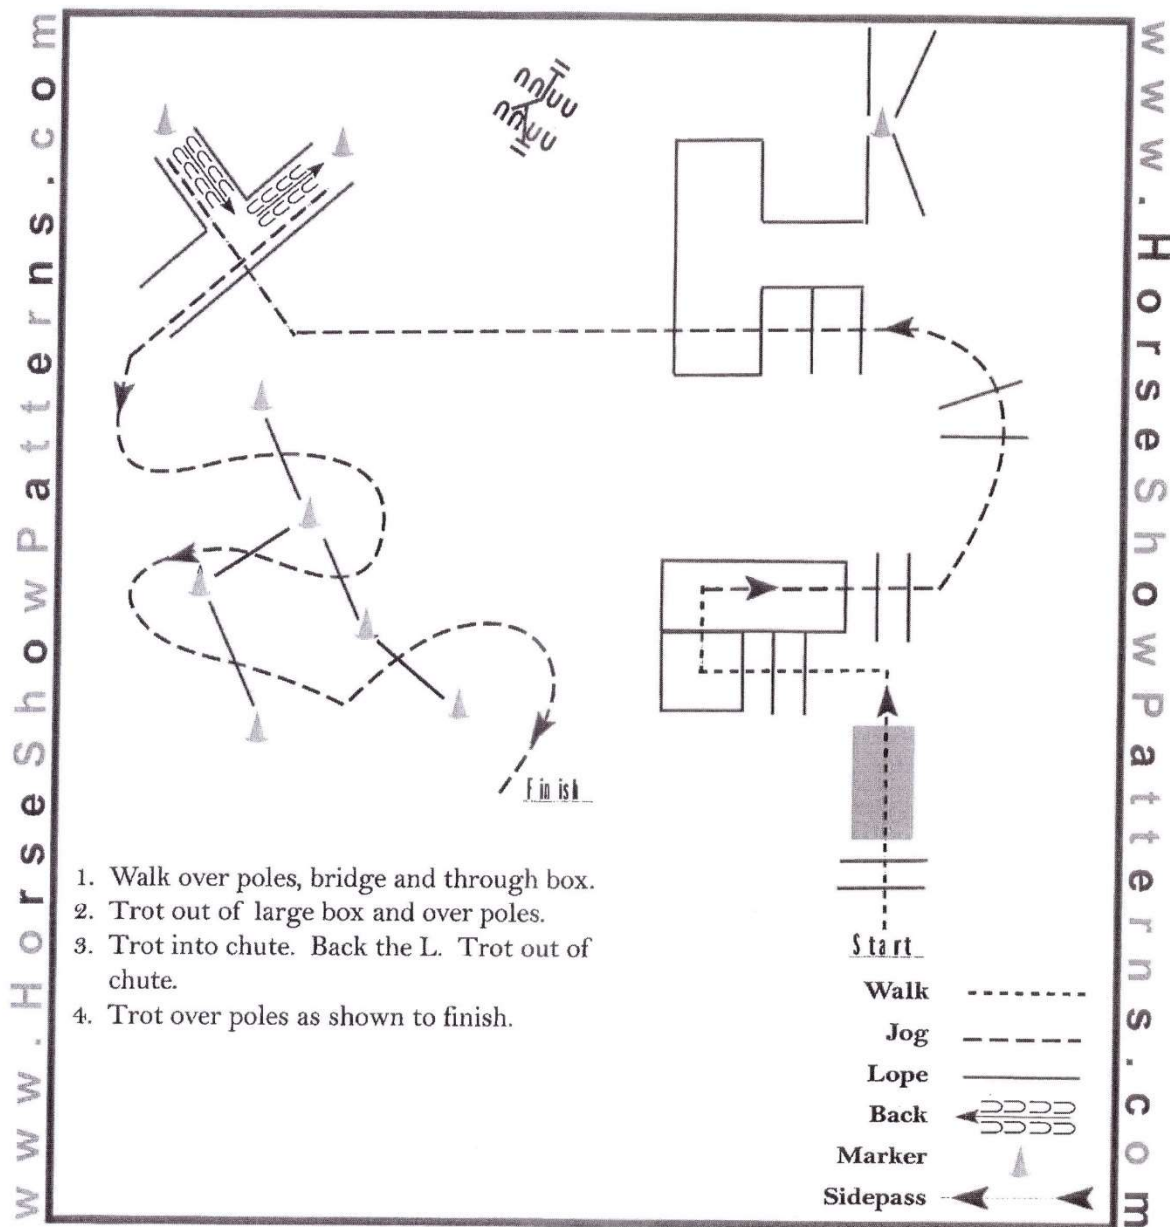 www.HorseShowPatterns.com
www.HorseShowPatterns.com
Finish
1. Walk over poles, bridge and through box.
2. Trot out of large box and over poles.
3. Trot into chute. Back the L. Trot out of
chute.
4. Trot over poles as shown to finish.
Start
Walk
Jog
Lope
Back
Marker
Sidepass